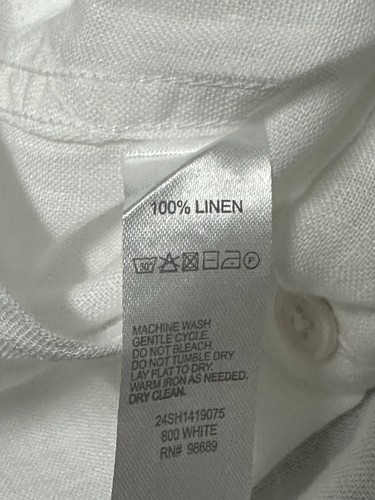 100% LINEN
30°
P
MACHINE WASH
GENTLE CYCLE.
DO NOT BLEACH.
DO NOT TUMBLE DRY.
LAY FLAT TO DRY.
WARM IRON AS NEEDED.
DRY CLEAN.
24SH1419075
800 WHITE
RN# 98689